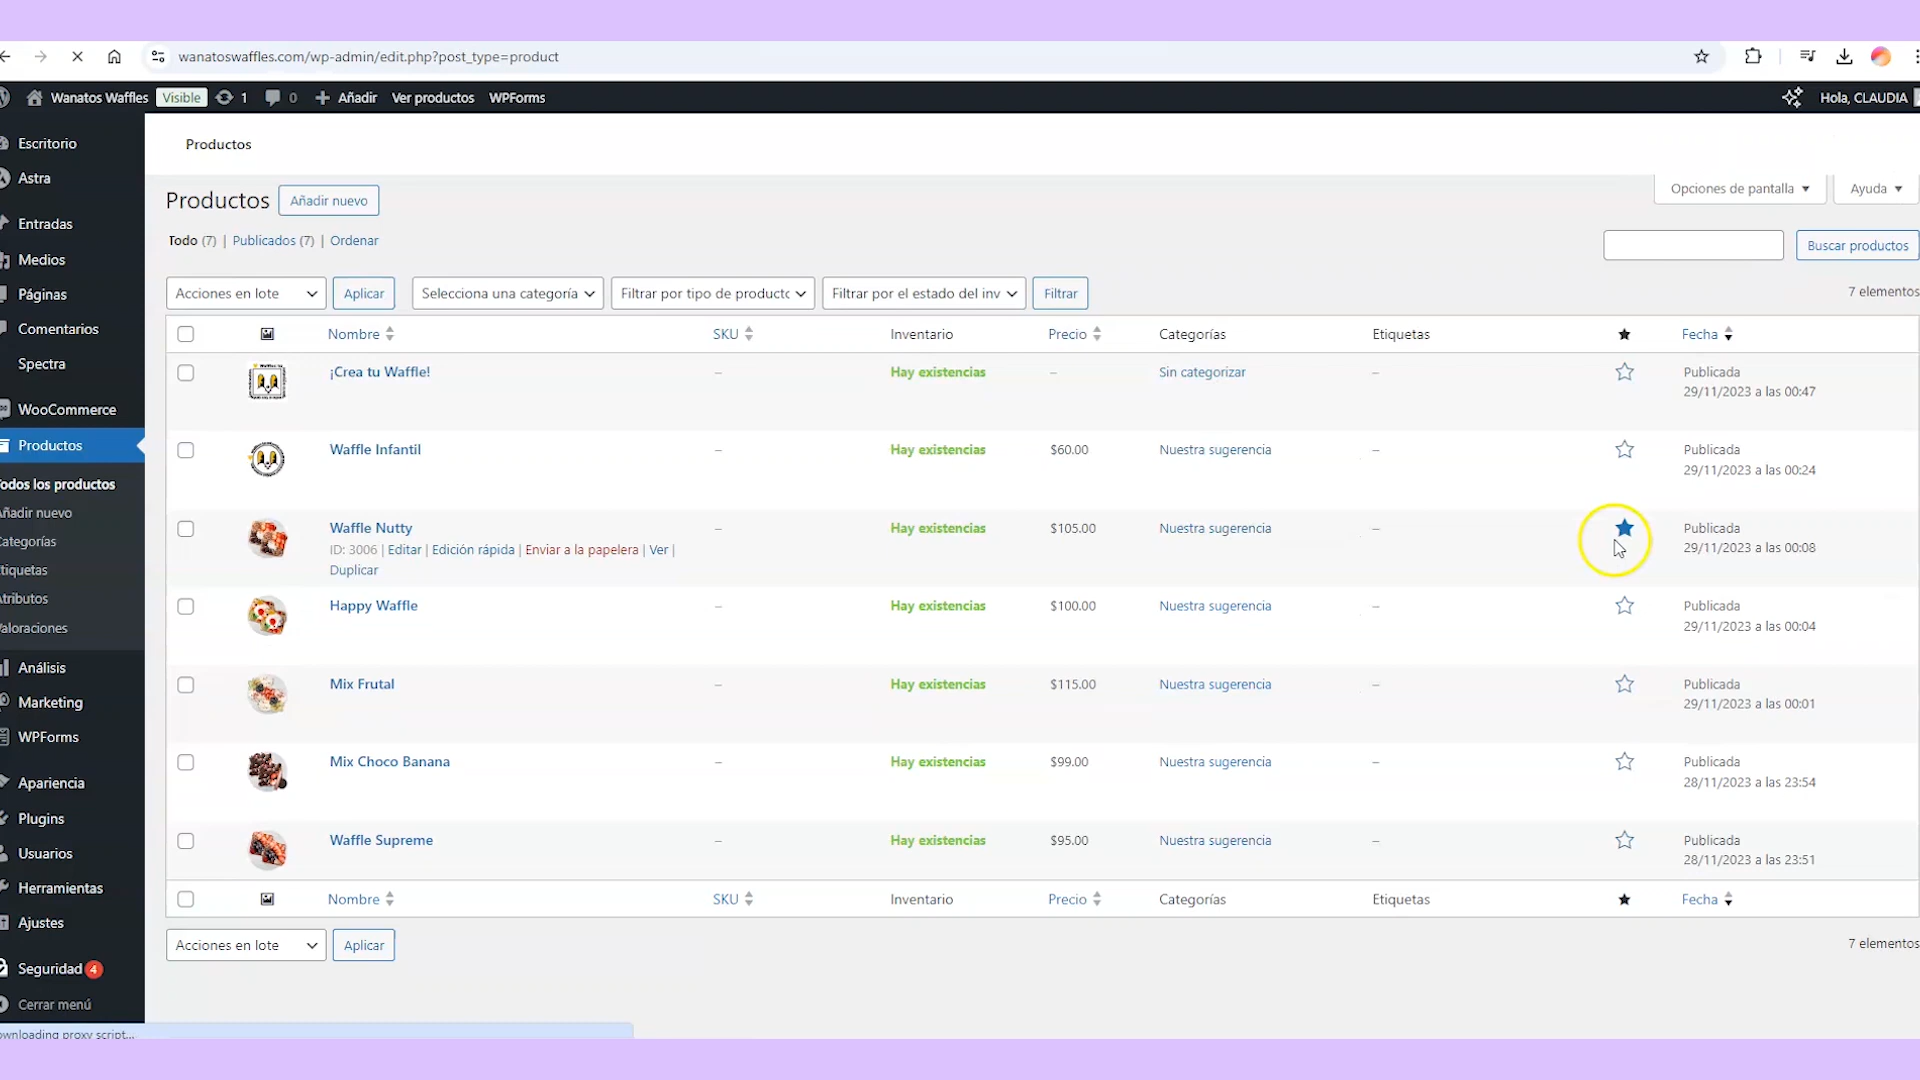 wanatoswaffles.com/wp-admin/edit.php?post_type=product
Wanatos Waffles Visible 1 0 Añadir Ver productos WPForms Hola, CLAUDIA
Escritorio
Astra
Entradas
Medios
Páginas
Comentarios
Spectra
WooCommerce
Productos
odos los productos
ñadir nuevo
ategorías
tiquetas
tributos
aloraciones
Análisis
Marketing
WPForms
Apariencia
Plugins
Usuarios
Herramientas
Ajustes
Seguridad 4
Cerrar menú
ownloading proxy script...
Productos
Opciones de pantalla ▼ Ayuda ▼
Productos Añadir nuevo
Todo (7) | Publicados (7) | Ordenar
Buscar productos
Acciones en lote Aplicar Selecciona una categoría Filtrar por tipo de producto Filtrar por el estado del inv Filtrar 7 elementos
Nombre SKU Inventario Precio Categorías Etiquetas Fecha
¡Crea tu Waffle! – Hay existencias – Sin categorizar – Publicada
29/11/2023 a las 00:47
Waffle Infantil – Hay existencias $60.00 Nuestra sugerencia – Publicada
29/11/2023 a las 00:24
Waffle Nutty – Hay existencias $105.00 Nuestra sugerencia – Publicada
ID: 3006 | Editar | Edición rápida | Enviar a la papelera | Ver | 29/11/2023 a las 00:08
Duplicar
Happy Waffle – Hay existencias $100.00 Nuestra sugerencia – Publicada
29/11/2023 a las 00:04
Mix Frutal – Hay existencias $115.00 Nuestra sugerencia – Publicada
29/11/2023 a las 00:01
Mix Choco Banana – Hay existencias $99.00 Nuestra sugerencia – Publicada
28/11/2023 a las 23:54
Waffle Supreme – Hay existencias $95.00 Nuestra sugerencia – Publicada
28/11/2023 a las 23:51
Nombre SKU Inventario Precio Categorías Etiquetas Fecha
Acciones en lote Aplicar 7 elementos